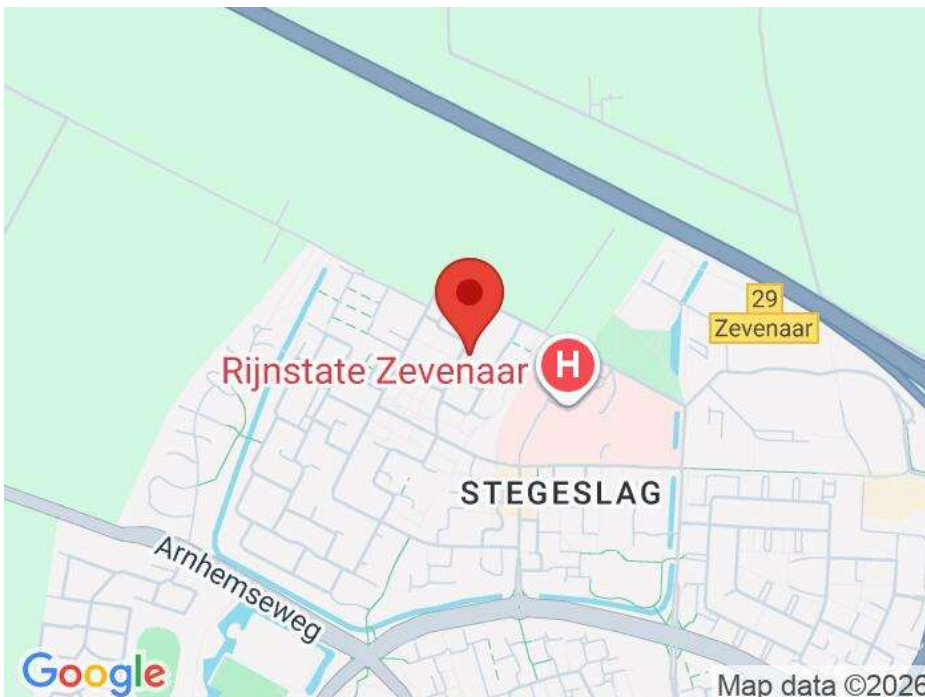 29
Zevenaar
Rijnstate Zevenaar
H
STEGESLAG
Arnhemseweg
Google
Map data ©2026